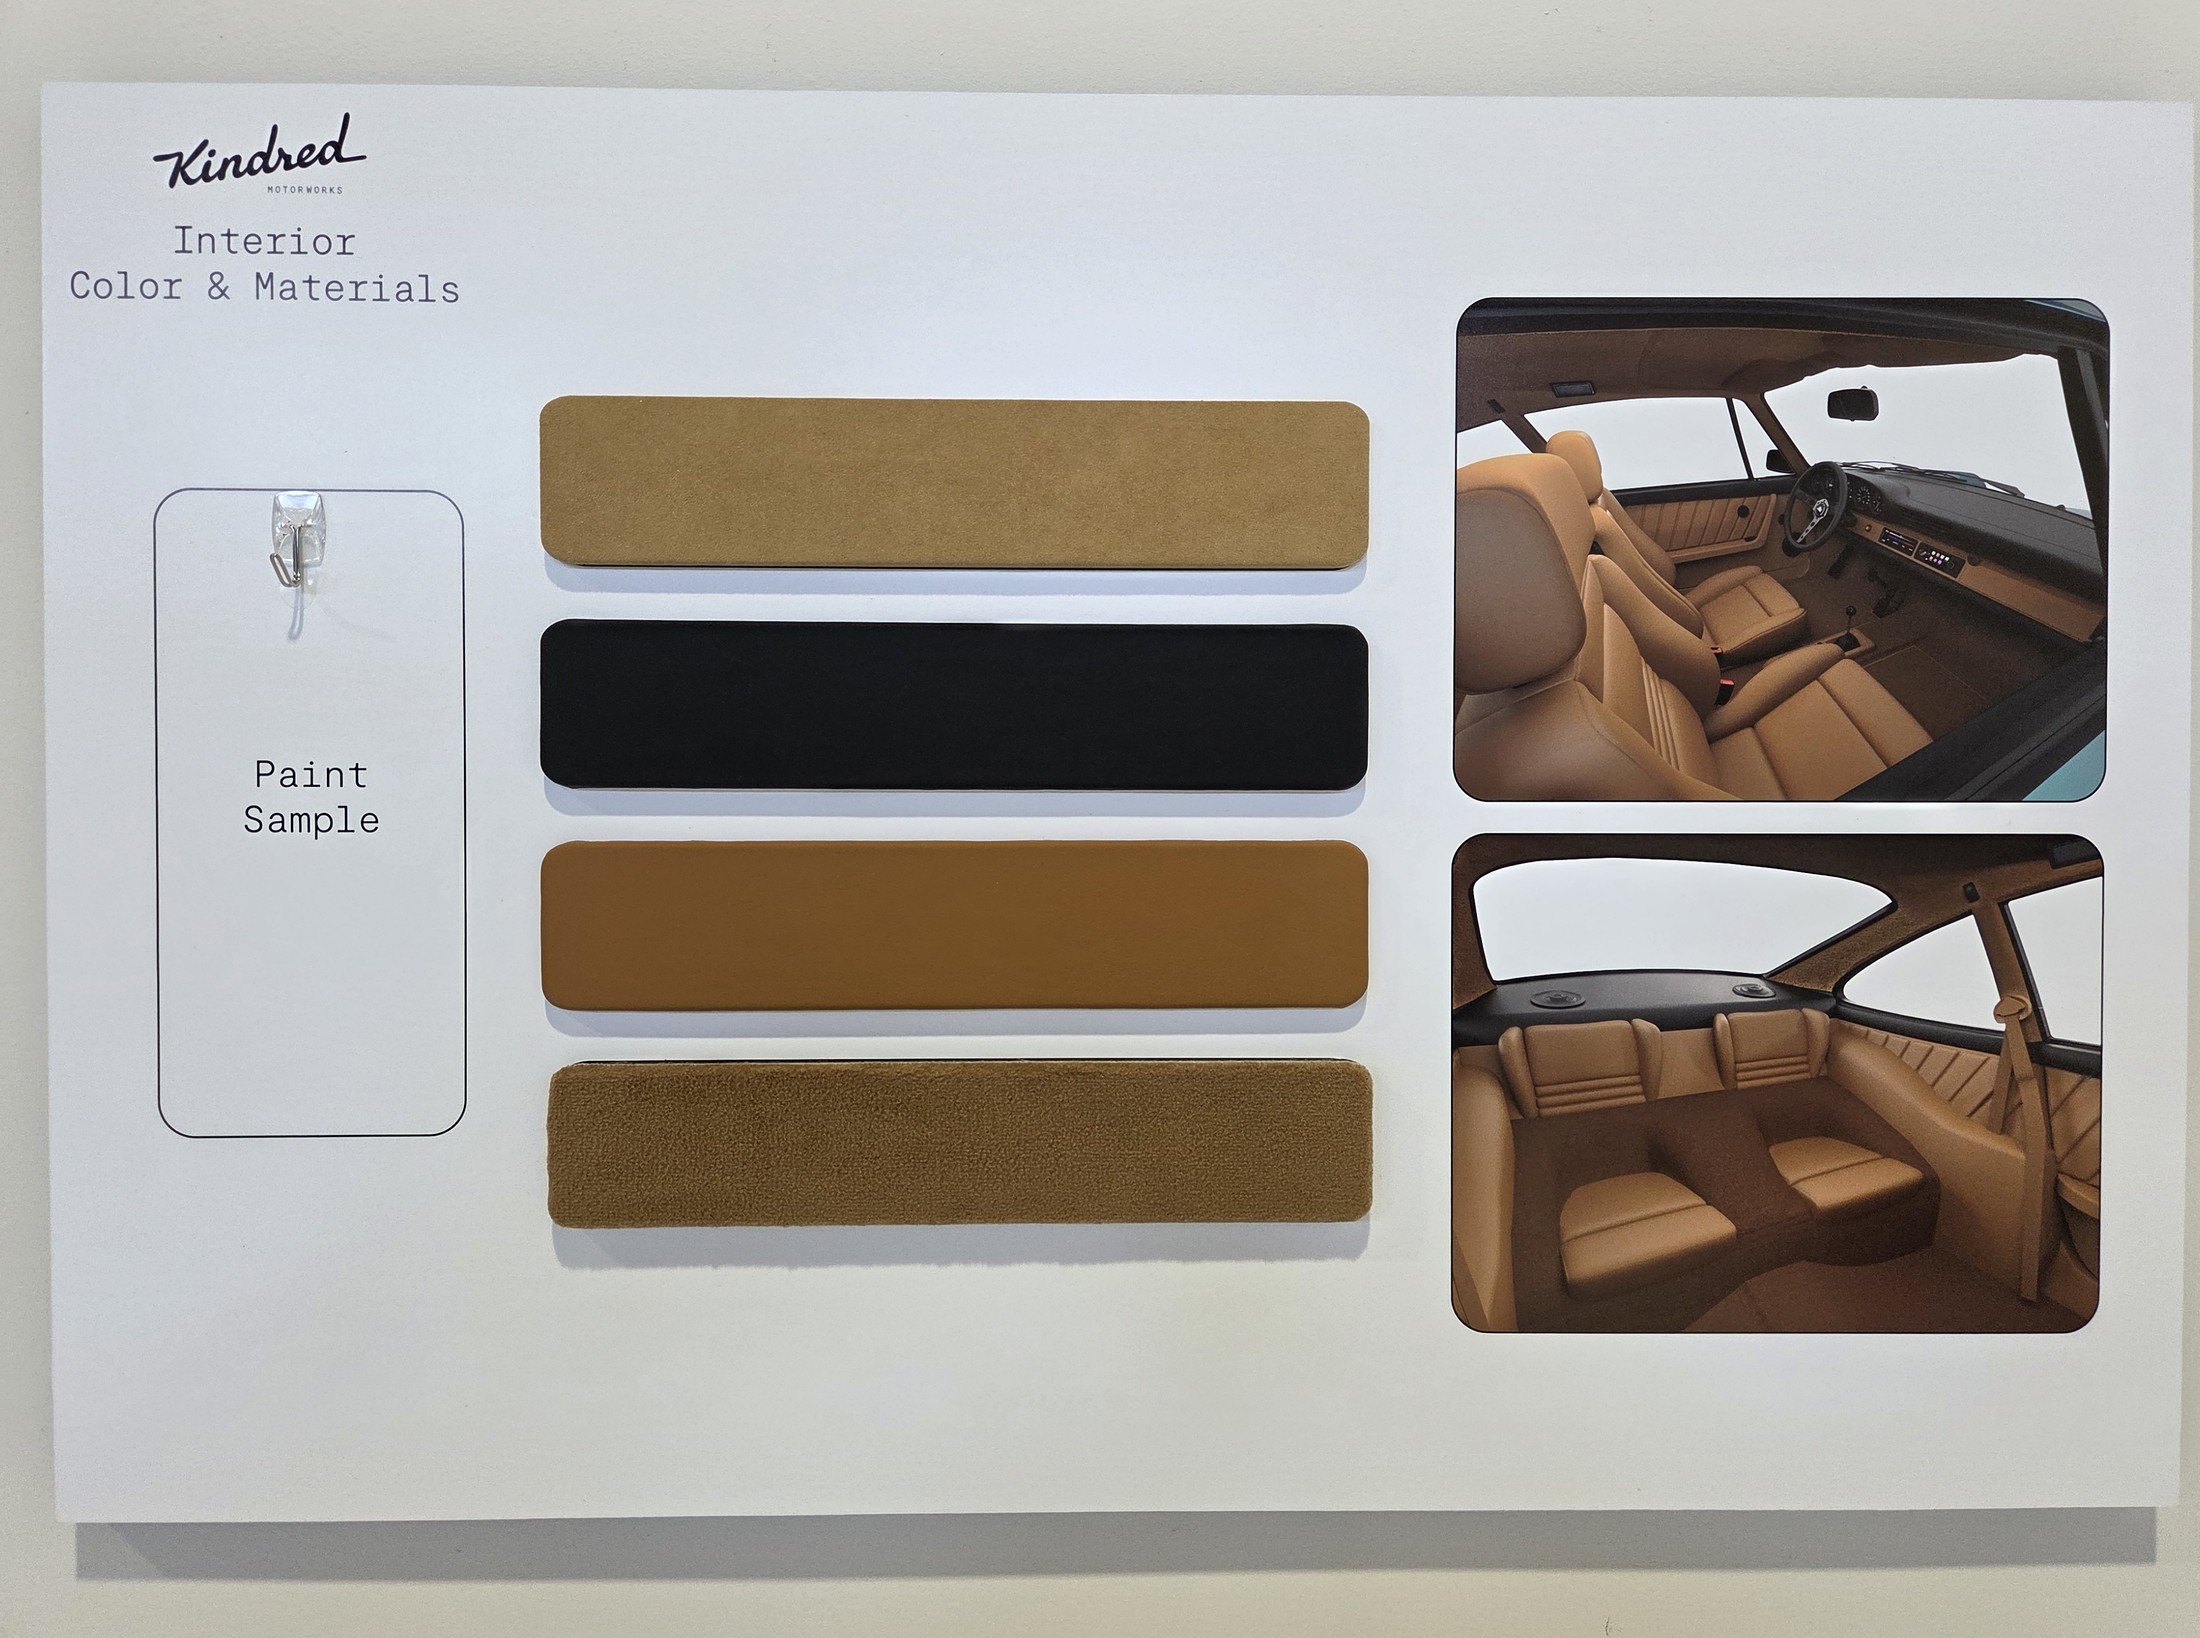 Kindred
MOTORWORKS
Interior
Color & Materials
Paint
Sample